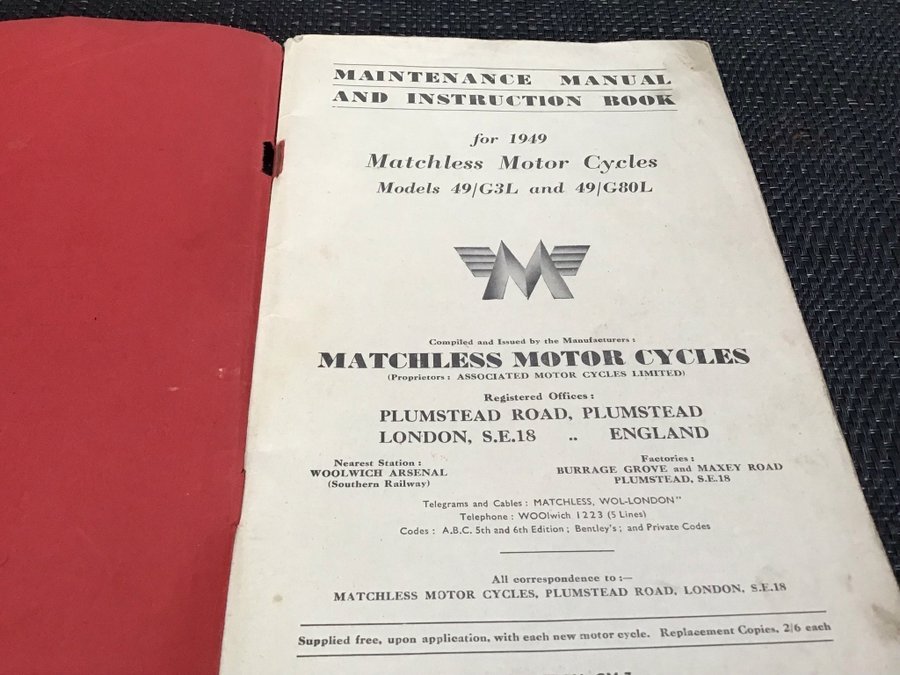 MAINTENANCE MANUAL
AND INSTRUCTION BOOK
for 1949
Matchless Motor Cycles
Models 49/G3L and 49/G80L
M
Compiled and Issued by the Manufacturers :
MATCHLESS MOTOR CYCLES
(Proprietors : ASSOCIATED MOTOR CYCLES LIMITED)
Registered Offices :
PLUMSTEAD ROAD, PLUMSTEAD
LONDON, S.E.18 .. ENGLAND
Nearest Station :
WOOLWICH ARSENAL
(Southern Railway)
Factories :
BURRAGE GROVE and MAXEY ROAD
PLUMSTEAD, S.E.18
Telegrams and Cables : MATCHLESS, WOL-LONDON"
Telephone : WOOlwich 1223 (5 Lines)
Codes : A.B.C. 5th and 6th Edition ; Bentley's ; and Private Codes
All correspondence to :—
MATCHLESS MOTOR CYCLES, PLUMSTEAD ROAD, LONDON, S.E.18
Supplied free, upon application, with each new motor cycle. Replacement Copies, 2/6 each